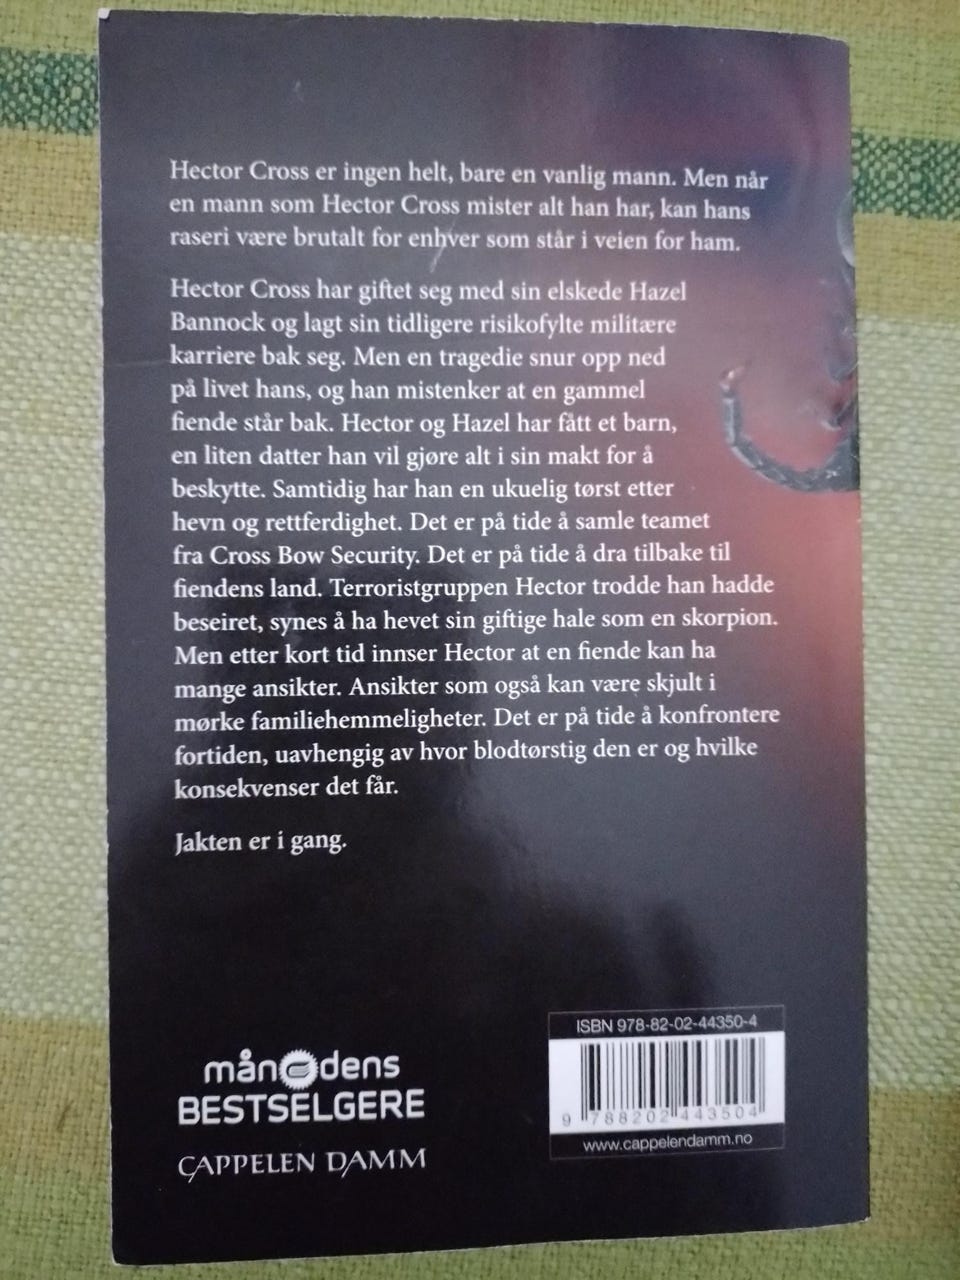 Hector Cross er ingen helt, bare en vanlig mann. Men når
en mann som Hector Cross mister alt han har, kan hans
raseri være brutalt for enhver som står i veien for ham.
Hector Cross har giftet seg med sin elskede Hazel
Bannock og lagt sin tidligere risikofylte militære
karriere bak seg. Men en tragedie snur opp ned
på livet hans, og han mistenker at en gammel
fiende står bak. Hector og Hazel har fått et barn,
en liten datter han vil gjøre alt i sin makt for å
beskytte. Samtidig har han en ukuelig tørst etter
hevn og rettferdighet. Det er på tide å samle teamet
fra Cross Bow Security. Det er på tide å dra tilbake til
fiendens land. Terroristgruppen Hector trodde han hadde
beseiret, synes å ha hevet sin giftige hale som en skorpion.
Men etter kort tid innser Hector at en fiende kan ha
mange ansikter. Ansikter som også kan være skjult i
mørke familiehemmeligheter. Det er på tide å konfrontere
fortiden, uavhengig av hvor blodtørstig den er og hvilke
konsekvenser det får.
Jakten er i gang.
månedens
BESTSELGERE
CAPPELEN DAMM
ISBN 978-82-02-44350-4
9 788202 443504
www.cappelendamm.no